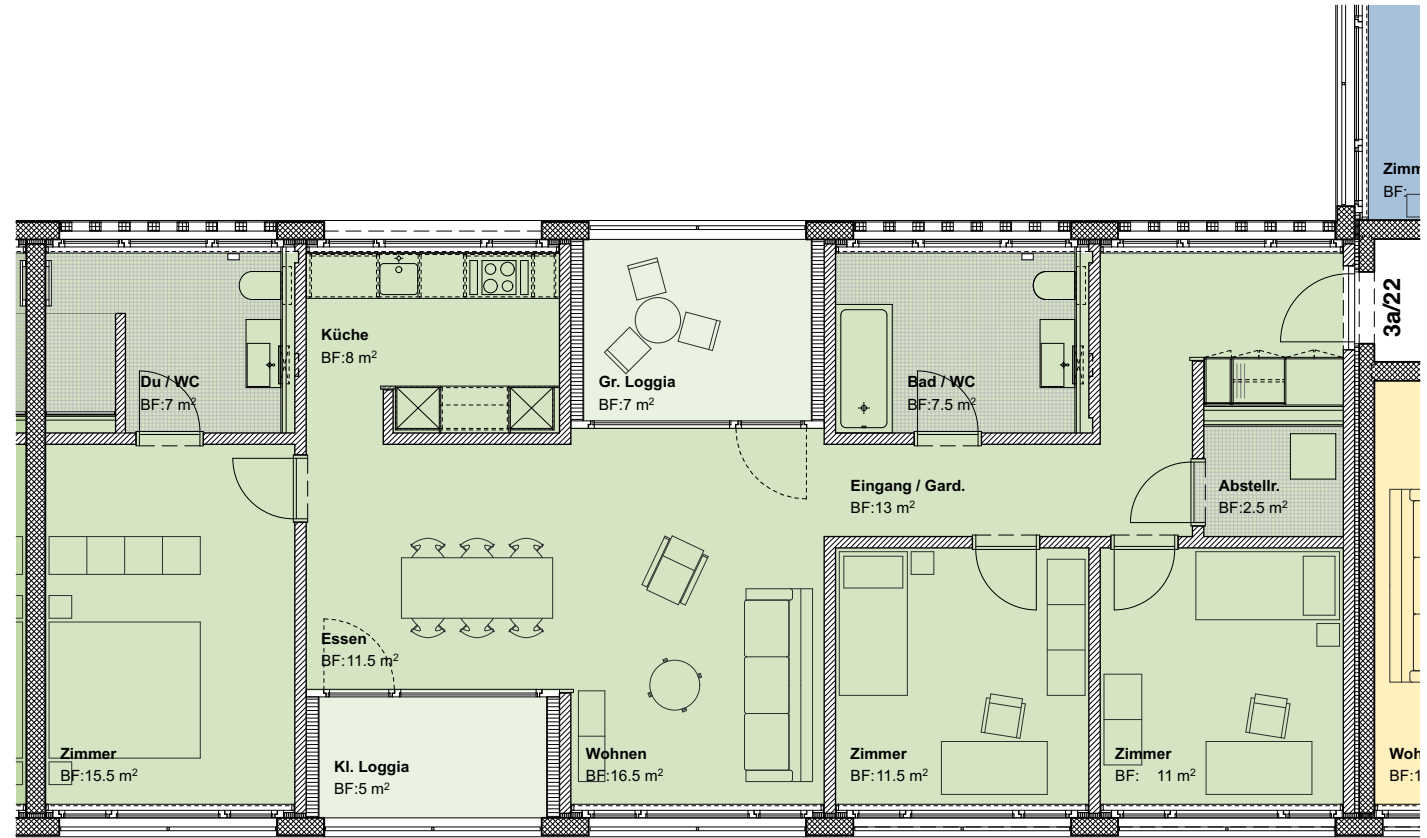 Zimm
BF:
3a/22
Küche
BF:8 m²
Du / WC
BF:7 m²
Gr. Loggia
BF:7 m²
Bad / WC
BF:7.5 m²
Eingang / Gard.
BF:13 m²
Abstellr.
BF:2.5 m²
Essen
BF:11.5 m²
Zimmer
BF:15.5 m²
Kl. Loggia
BF:5 m²
Wohnen
BF:16.5 m²
Zimmer
BF:11.5 m²
Zimmer
BF: 11 m²
Woh
BF:1